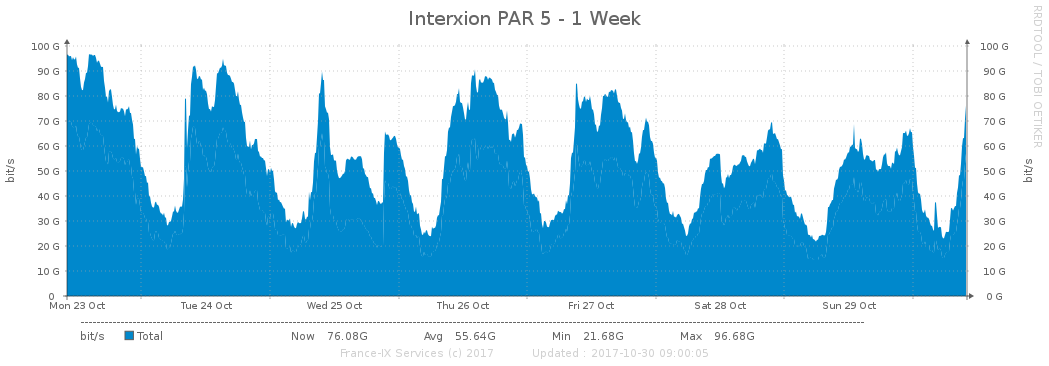 Interxion PAR 5 - 1 Week
RRDTOOL / TOBI OETIKER
100 G 100 G
90 G 90 G
80 G 80 G
70 G 70 G
60 G 60 G
50 G 50 G
40 G 40 G
30 G 30 G
20 G 20 G
10 G 10 G
0 0 G
bit/s bit/s
Mon 23 Oct Tue 24 Oct Wed 25 Oct Thu 26 Oct Fri 27 Oct Sat 28 Oct Sun 29 Oct
bit/s Total Now 76.08G Avg 55.64G Min 21.68G Max 96.68G
France-IX Services (c) 2017 Updated : 2017-10-30 09:00:05